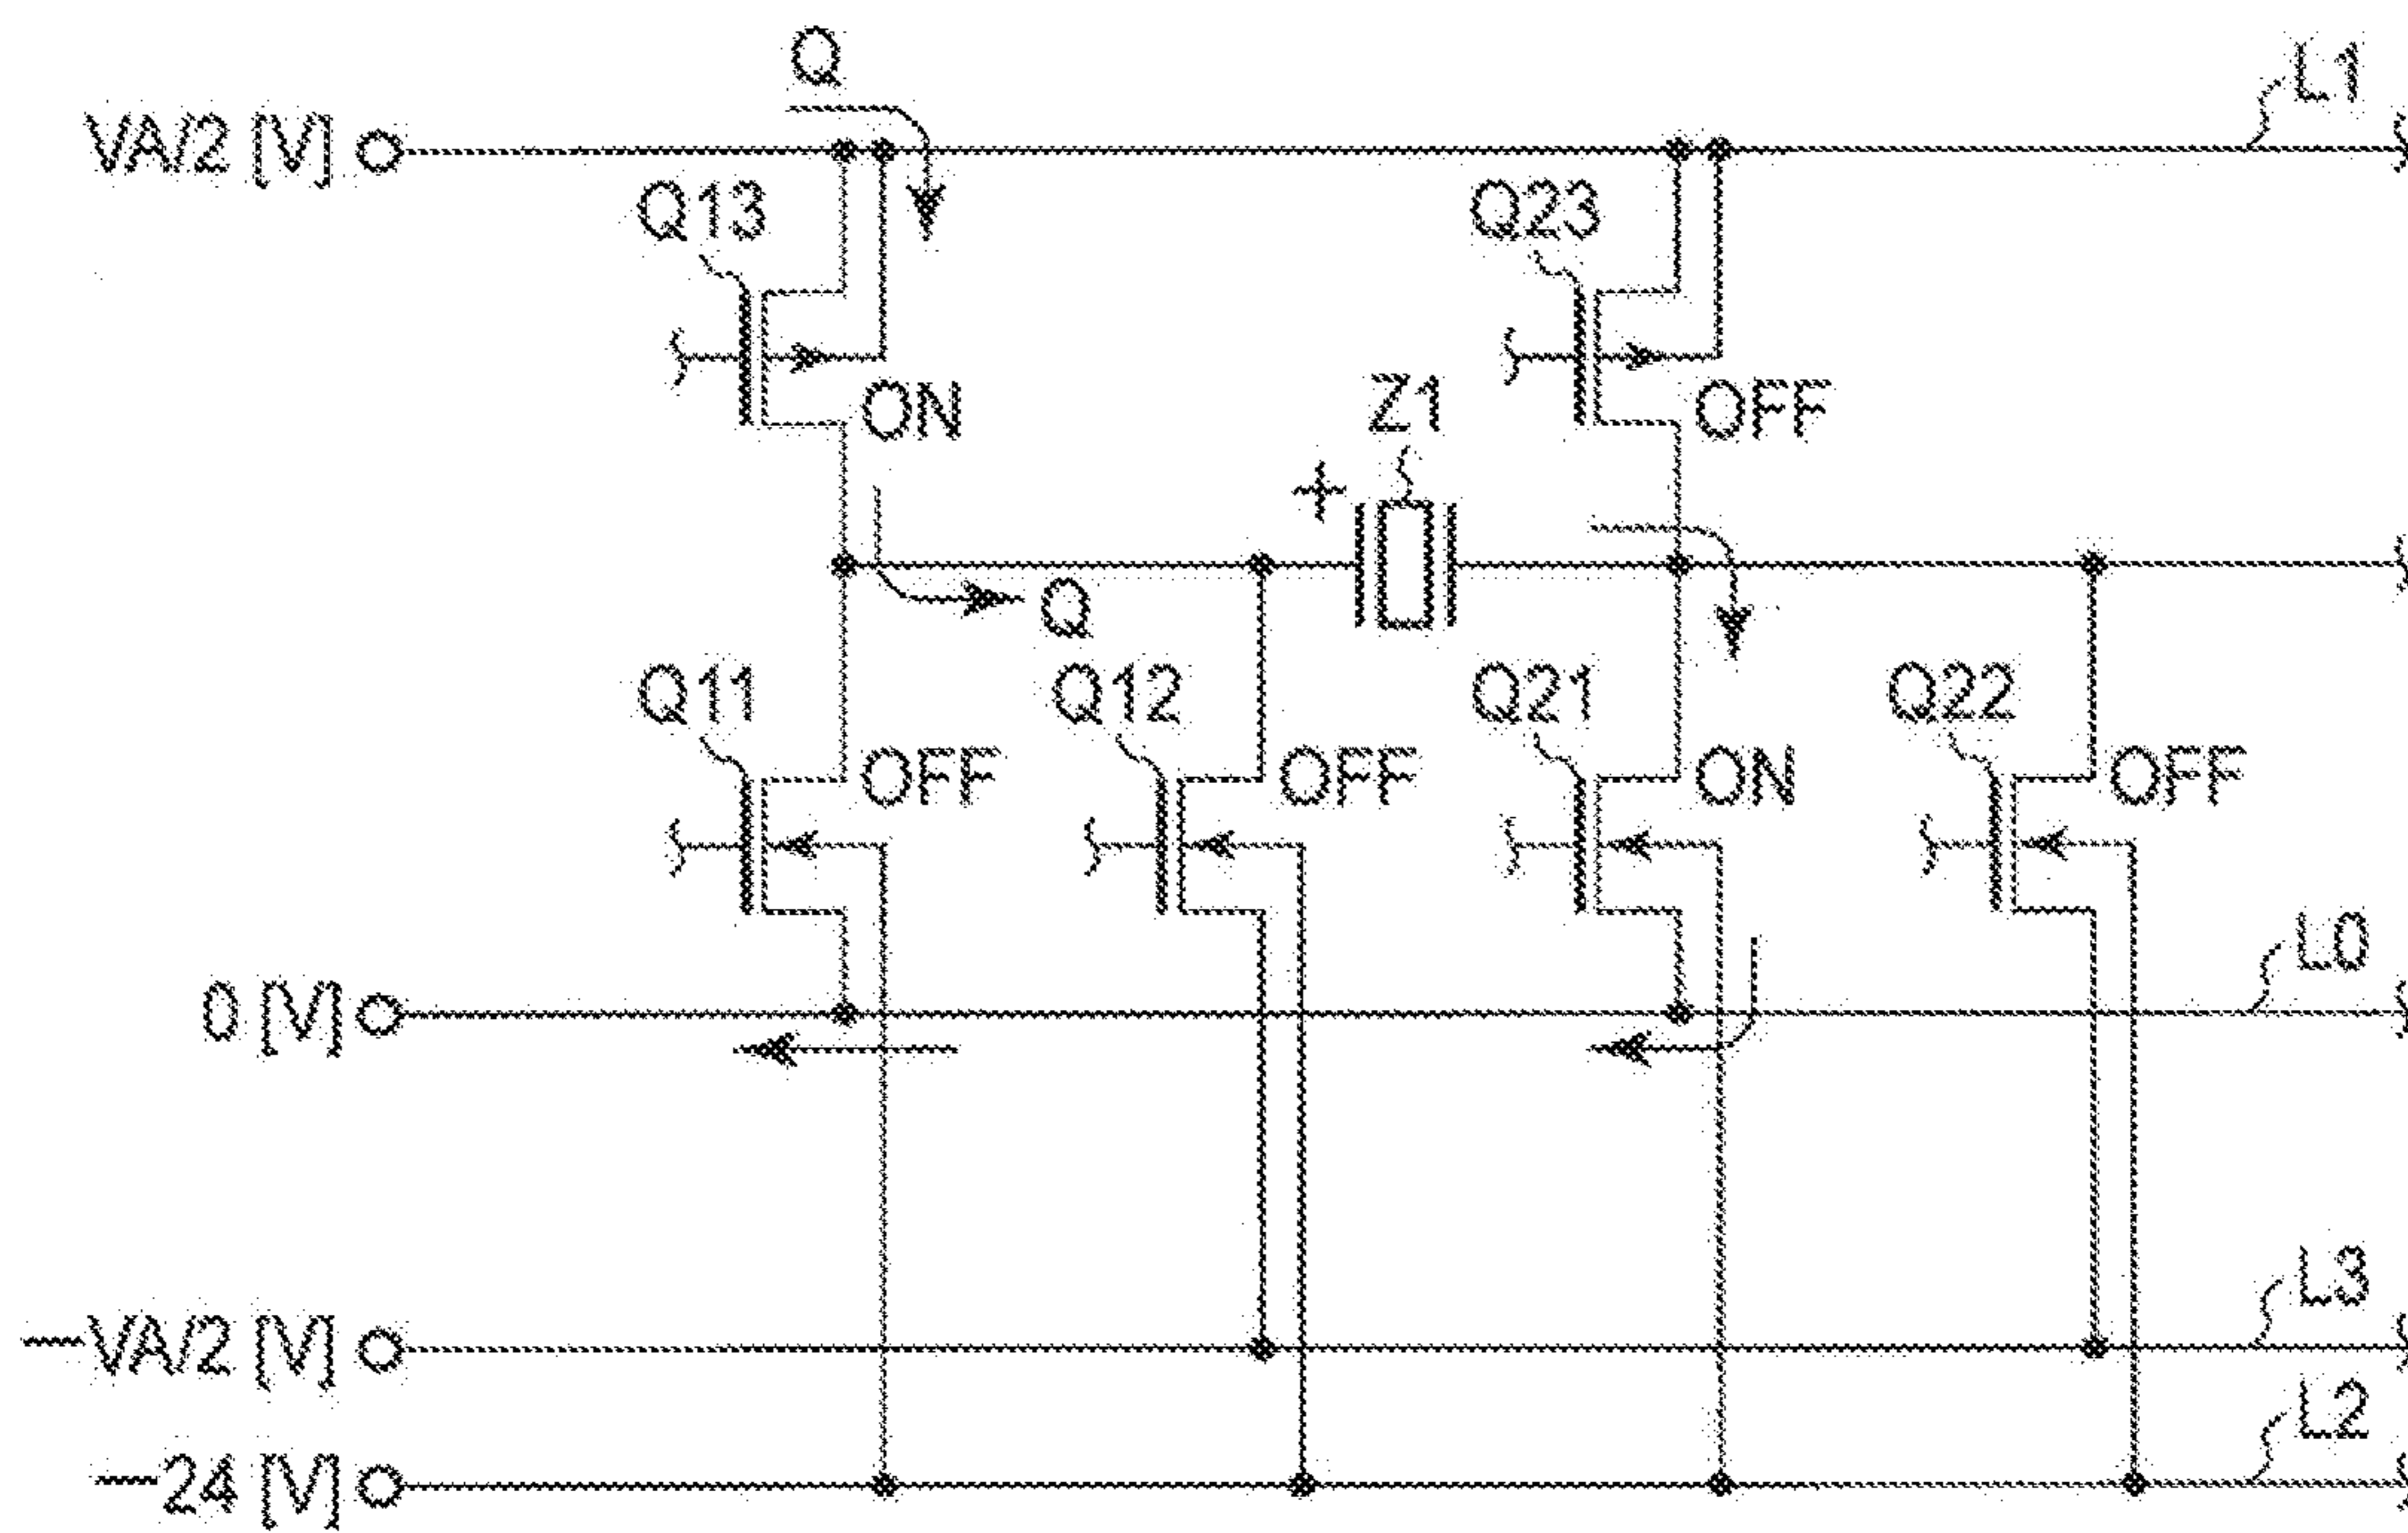 Q
L1
VA/2 [V]
Q13
Q23
ON
Z1
OFF
+
Q
Q11
Q12
Q21
Q22
OFF
OFF
ON
OFF
L0
0 [V]
L3
−VA/2 [V]
L2
−24 [V]